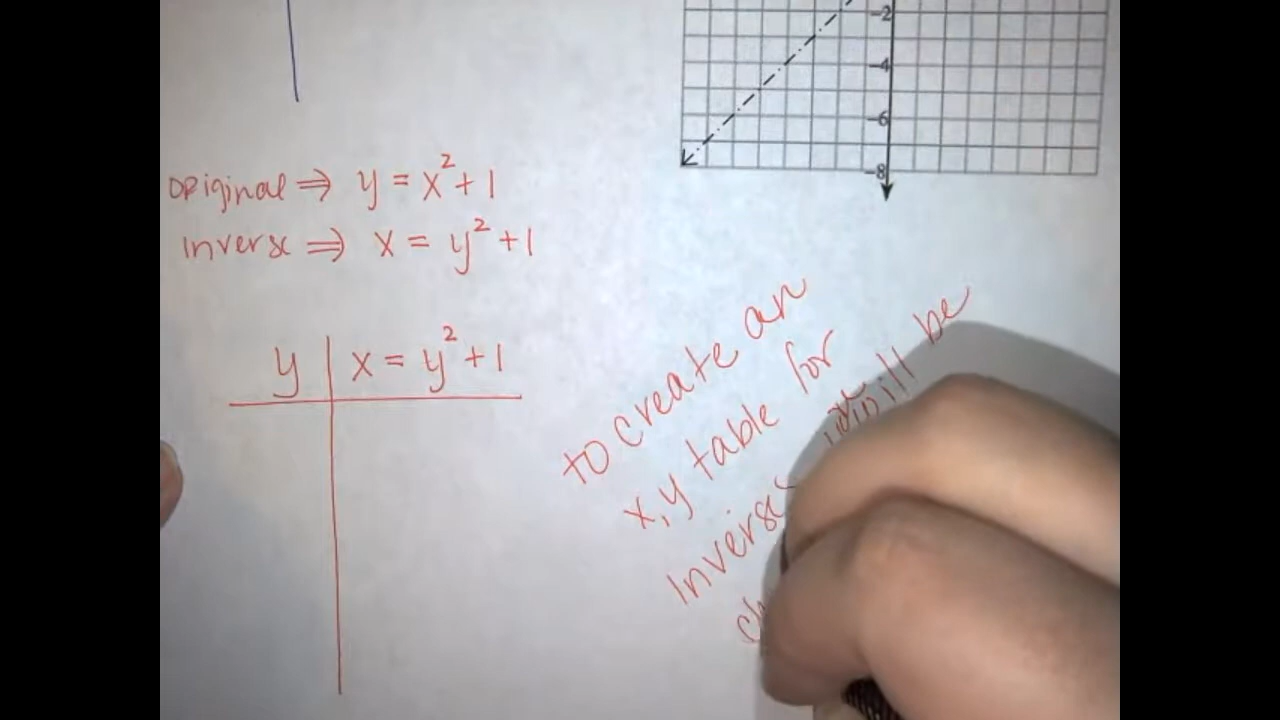 -2
-4
-6
-8
original ⇒ y = x² + 1
inverse ⇒ x = y² + 1
y | x = y² + 1
to create an
x, y table for
Inverse will be